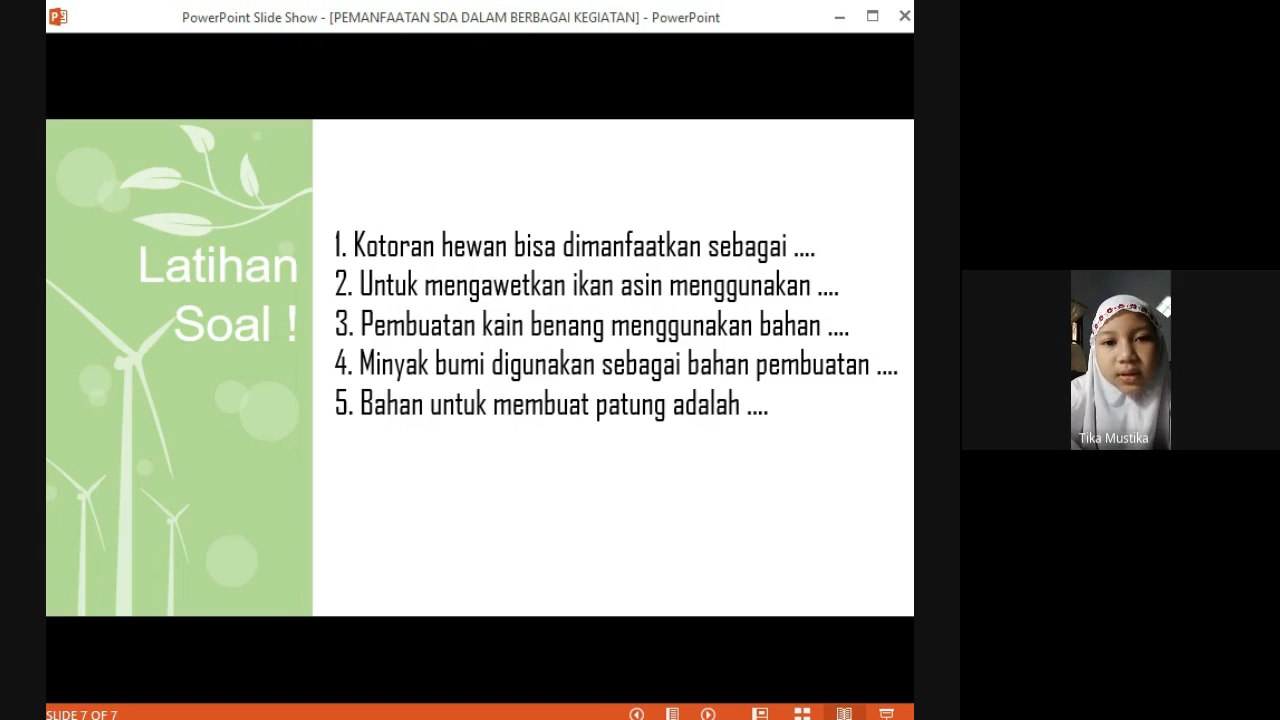 PowerPoint Slide Show - [PEMANFAATAN SDA DALAM BERBAGAI KEGIATAN] - PowerPoint
Latihan
Soal !
1. Kotoran hewan bisa dimanfaatkan sebagai ....
2. Untuk mengawetkan ikan asin menggunakan ....
3. Pembuatan kain benang menggunakan bahan ....
4. Minyak bumi digunakan sebagai bahan pembuatan ....
5. Bahan untuk membuat patung adalah ....
Tika Mustika
SLIDE 7 OF 7